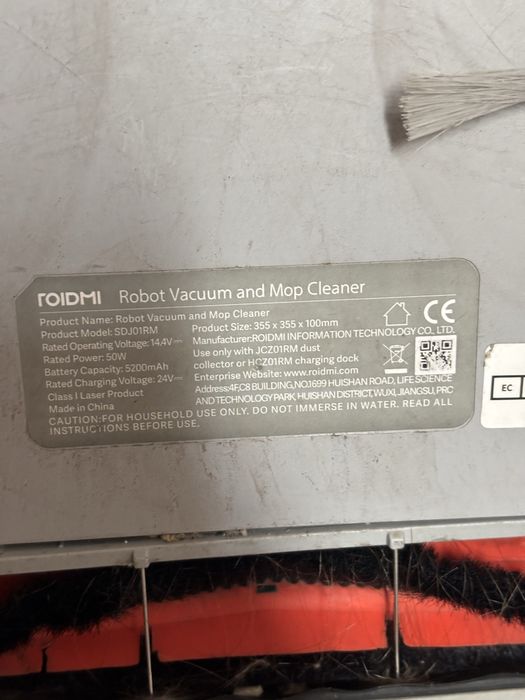 ROIDMI Robot Vacuum and Mop Cleaner
Product Name: Robot Vacuum and Mop Cleaner
Product Model: SDJ01RM
Rated Operating Voltage: 14.4V⎓
Rated Power: 50W
Battery Capacity: 5200mAh
Rated Charging Voltage: 24V⎓
Class I Laser Product
Made in China
Product Size: 355 x 355 x 100mm
Manufacturer:ROIDMI INFORMATION TECHNOLOGY CO. LTD.
Use only with JCZ01RM dust
collector or HCZ01RM charging dock
Enterprise Website: www.roidmi.com
Address:4F,C8 BUILDING, NO.1699 HUISHAN ROAD, LIFE SCIENCE
AND TECHNOLOGY PARK, HUISHAN DISTRICT, WUXI, JIANGSU, PRC
CAUTION: FOR HOUSEHOLD USE ONLY. DO NOT IMMERSE IN WATER. READ ALL
INSTRUCTIONS BEFORE USE.
CE
EC